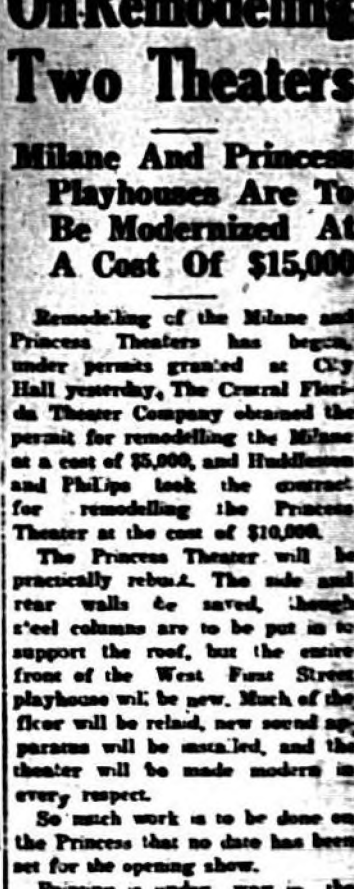 On Remodeling
Two Theaters
Milane And Princess
Playhouses Are To
Be Modernized At
A Cost Of $15,000
Remodeling of the Milane and
Princess Theaters has begun,
under permits granted at City
Hall yesterday, The Central Flori-
da Theater Company obtained the
permit for remodelling the Milane
at a cost of $5,000, and Huddleston
and Philips took the contract
for remodelling the Princess
Theater at the cost of $10,000.
The Princess Theater will be
practically rebuilt. The side and
rear walls be saved, though
steel columns are to be put in to
support the roof, but the entire
front of the West First Street
playhouse will be new. Much of the
floor will be relaid, new sound ap-
paratus will be installed, and the
theater will be made modern in
every respect.
So much work is to be done on
the Princess that no date has been
set for the opening show.